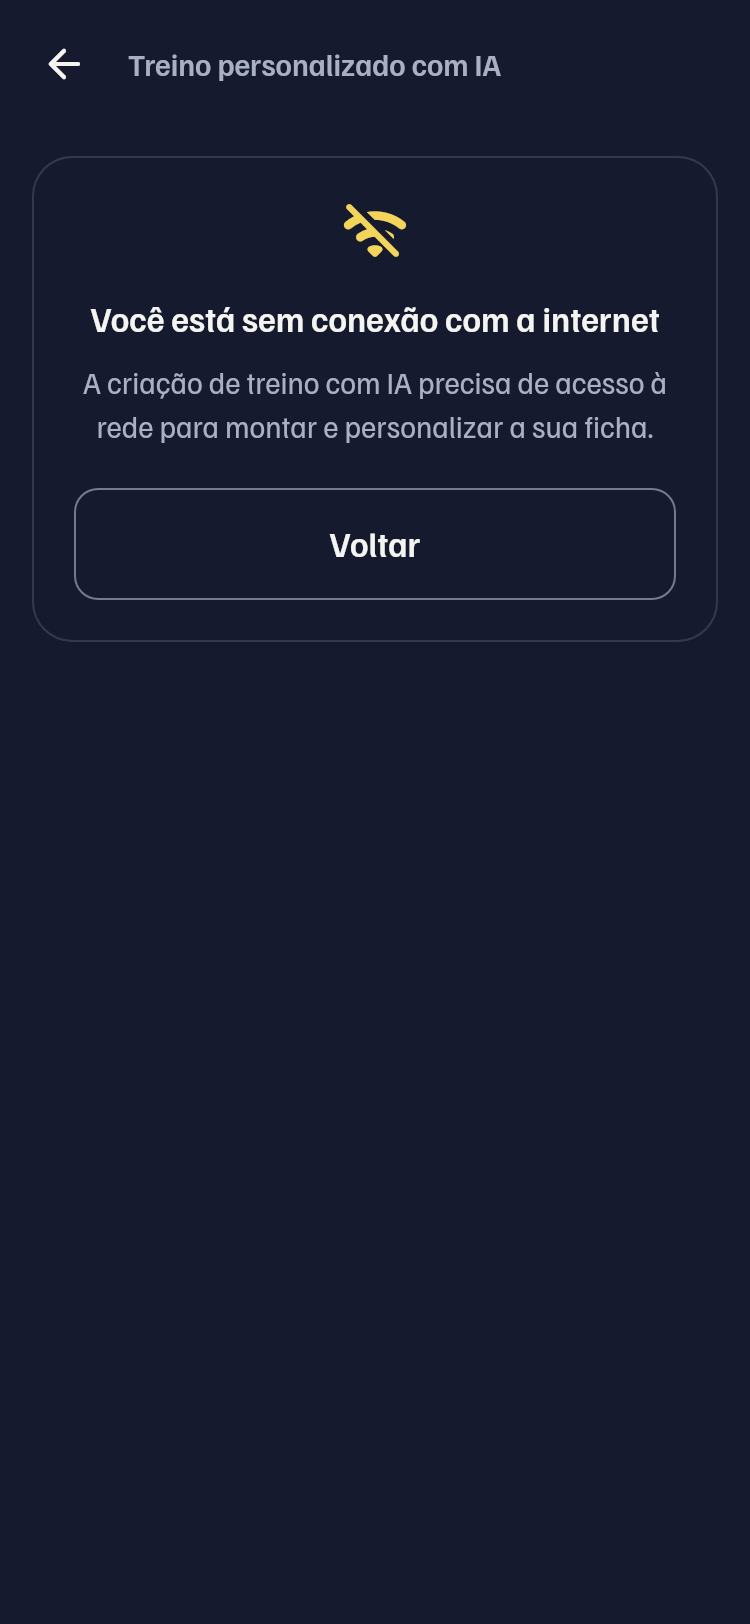 Treino personalizado com IA
Você está sem conexão com a internet
A criação de treino com IA precisa de acesso à
rede para montar e personalizar a sua ficha.
Voltar